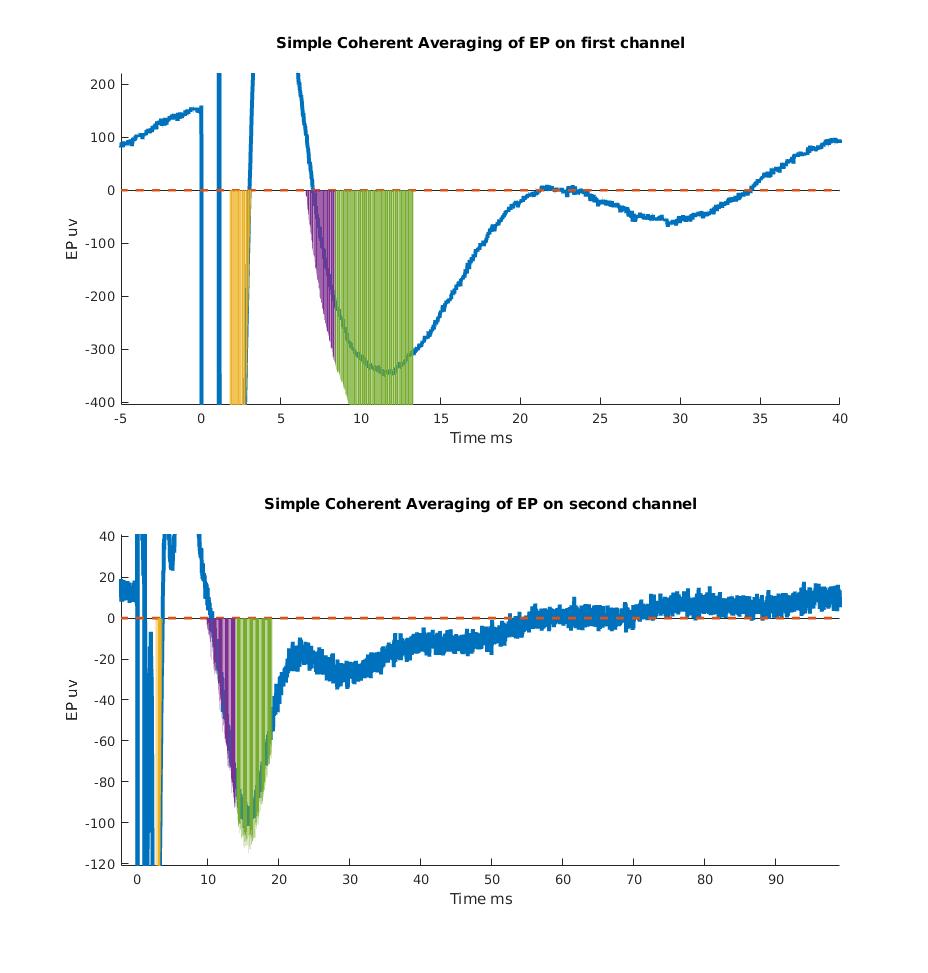 Simple Coherent Averaging of EP on first channel
200
100
0
-100
-200
-300
-400
EP uv
-5 0 5 10 15 20 25 30 35 40
Time ms
Simple Coherent Averaging of EP on second channel
40
20
0
-20
-40
-60
-80
-100
-120
EP uv
0 10 20 30 40 50 60 70 80 90
Time ms